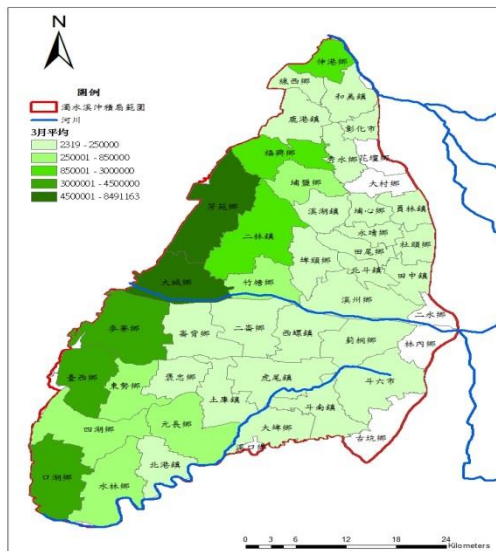 N
圖例
濁水溪沖積扇範圍
河川
3月平均
2319 - 250000
250001 - 850000
850001 - 3000000
3000001 - 4500000
4500001 - 8491163
伸港鄉
線西鄉
和美鎮
鹿港鎮
彰化市
福興鄉
秀水鄉
花壇鄉
埔鹽鄉
大村鄉
芳苑鄉
溪湖鎮
埔心鄉
員林鎮
二林鎮
永靖鄉
社頭鄉
埤頭鄉
田尾鄉
北斗鎮
田中鎮
大城鄉
竹塘鄉
溪州鄉
二水鄉
麥寮鄉
崙背鄉
二崙鄉
西螺鎮
莿桐鄉
林內鄉
臺西鄉
東勢鄉
褒忠鄉
虎尾鎮
斗六市
土庫鎮
斗南鎮
四湖鄉
元長鄉
大埤鄉
古坑鄉
北港鎮
溪口鄉
口湖鄉
水林鄉
0 3 6 12 18 24
Kilometers